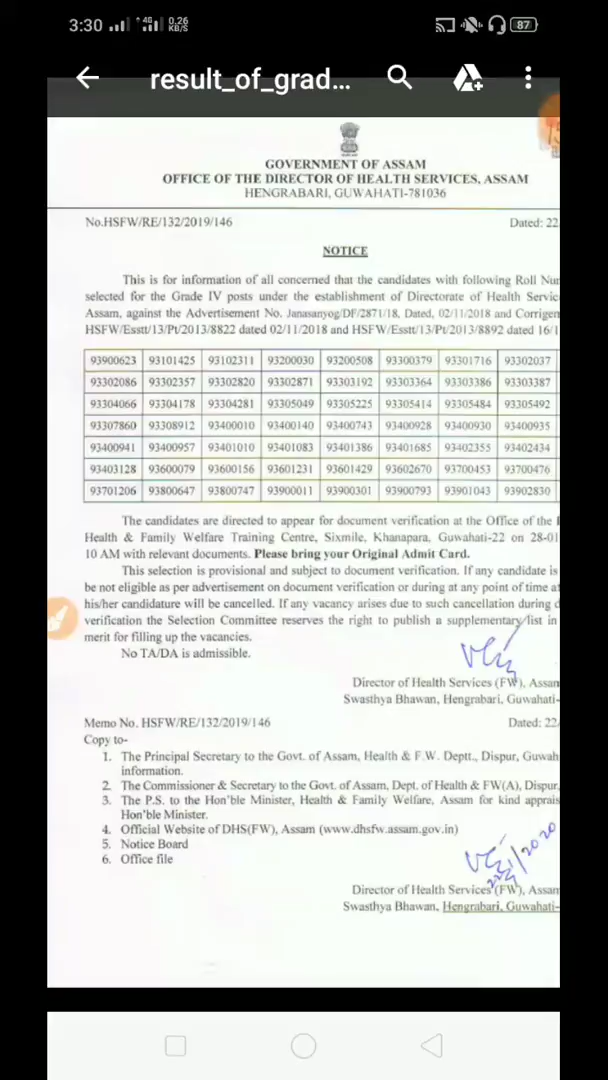 3:30 4G 0.26 KB/S 87
result_of_grad...
GOVERNMENT OF ASSAM
OFFICE OF THE DIRECTOR OF HEALTH SERVICES, ASSAM
HENGRABARI, GUWAHATI-781036
No.HSFW/RE/132/2019/146 Dated: 22
NOTICE
This is for information of all concerned that the candidates with following Roll Nu
selected for the Grade IV posts under the establishment of Directorate of Health Servic
Assam, against the Advertisement No. Janasanyog/DF/2871/18, Dated, 02/11/2018 and Corrigen
HSFW/Esstt/13/Pt/2013/8822 dated 02/11/2018 and HSFW/Esstt/13/Pt/2013/8892 dated 16/1
93900623 93101425 93102311 93200030 93200508 93300379 93301716 93302037
93302086 93302357 93302820 93302871 93303192 93303364 93303386 93303387
93304066 93304178 93304281 93305049 93305225 93305414 93305484 93305492
93307860 93308912 93400010 93400140 93400743 93400928 93400930 93400935
93400941 93400957 93401010 93401083 93401386 93401685 93402355 93402434
93403128 93600079 93600156 93601231 93601429 93602670 93700453 93700476
93701206 93800647 93800747 93900011 93900301 93900793 93901043 93902830
The candidates are directed to appear for document verification at the Office of the
Health & Family Welfare Training Centre, Sixmile, Khanapara, Guwahati-22 on 28-01
10 AM with relevant documents. Please bring your Original Admit Card.
This selection is provisional and subject to document verification. If any candidate is
be not eligible as per advertisement on document verification or during at any point of time a
his/her candidature will be cancelled. If any vacancy arises due to such cancellation during d
verification the Selection Committee reserves the right to publish a supplementary list in
merit for filling up the vacancies.
No TA/DA is admissible.
Director of Health Services (FW), Assan
Swasthya Bhawan, Hengrabari, Guwahati-
Memo No. HSFW/RE/132/2019/146 Dated: 22
Copy to-
1. The Principal Secretary to the Govt. of Assam, Health & F.W. Deptt., Dispur, Guwah
information.
2. The Commissioner & Secretary to the Govt. of Assam, Dept. of Health & FW(A), Dispur,
3. The P.S. to the Hon'ble Minister, Health & Family Welfare, Assam for kind apprais
Hon'ble Minister.
4. Official Website of DHS(FW), Assam (www.dhsfw.assam.gov.in)
5. Notice Board
6. Office file
22/1/2020
Director of Health Services (FW), Assan
Swasthya Bhawan, Hengrabari, Guwahati-